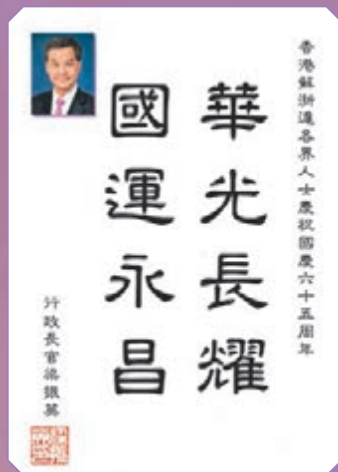 香港蘇浙滬各界人士慶祝國慶六十五周年
華光長耀
國運永昌
行政長官梁振英